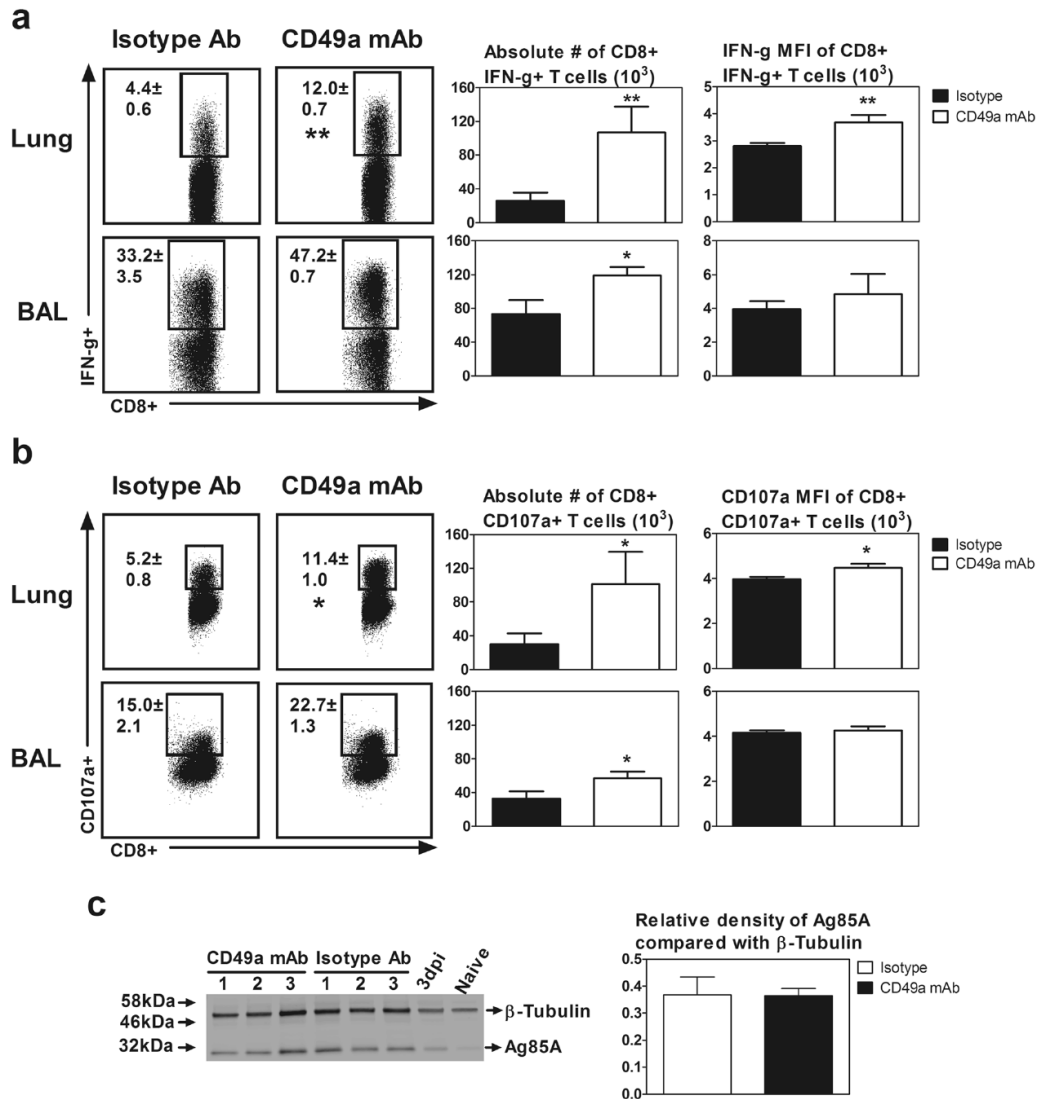 a
Isotype Ab
CD49a mAb
Absolute # of CD8+
IFN-g+ T cells (10³)
IFN-g MFI of CD8+
IFN-g+ T cells (10³)
Lung
4.4±
0.6
12.0±
0.7
**
160
120
80
40
0
**
5
4
3
2
1
0
**
Isotype
CD49a mAb
BAL
33.2±
3.5
47.2±
0.7
160
120
80
40
0
*
8
6
4
2
0
IFN-g+
CD8+
b
Isotype Ab
CD49a mAb
Absolute # of CD8+
CD107a+ T cells (10³)
CD107a MFI of CD8+
CD107a+ T cells (10³)
Lung
5.2±
0.8
11.4±
1.0
*
160
120
80
40
0
*
6
4
2
0
*
Isotype
CD49a mAb
BAL
15.0±
2.1
22.7±
1.3
160
120
80
40
0
*
6
4
2
0
CD107a+
CD8+
c
CD49a mAb
Isotype Ab
3dpi
Naive
1 2 3 1 2 3
58kDa
46kDa
32kDa
β-Tubulin
Ag85A
Relative density of Ag85A
compared with β-Tubulin
0.5
0.4
0.3
0.2
0.1
0.0
Isotype
CD49a mAb